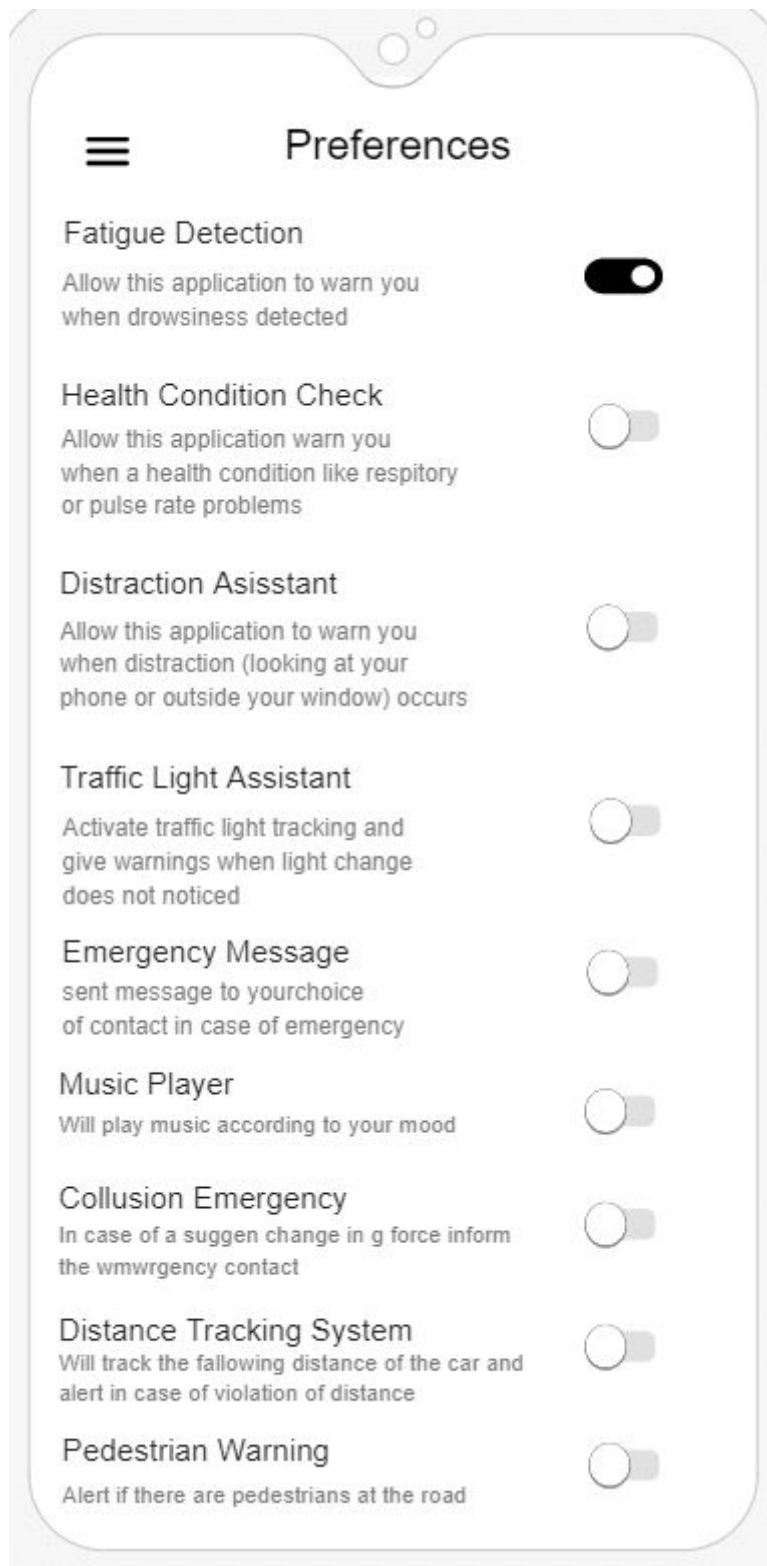 Preferences
Fatigue Detection
Allow this application to warn you
when drowsiness detected
Health Condition Check
Allow this application warn you
when a health condition like respitory
or pulse rate problems
Distraction Asisstant
Allow this application to warn you
when distraction (looking at your
phone or outside your window) occurs
Traffic Light Assistant
Activate traffic light tracking and
give warnings when light change
does not noticed
Emergency Message
sent message to yourchoice
of contact in case of emergency
Music Player
Will play music according to your mood
Collusion Emergency
In case of a suggen change in g force inform
the wmwrgency contact
Distance Tracking System
Will track the fallowing distance of the car and
alert in case of violation of distance
Pedestrian Warning
Alert if there are pedestrians at the road